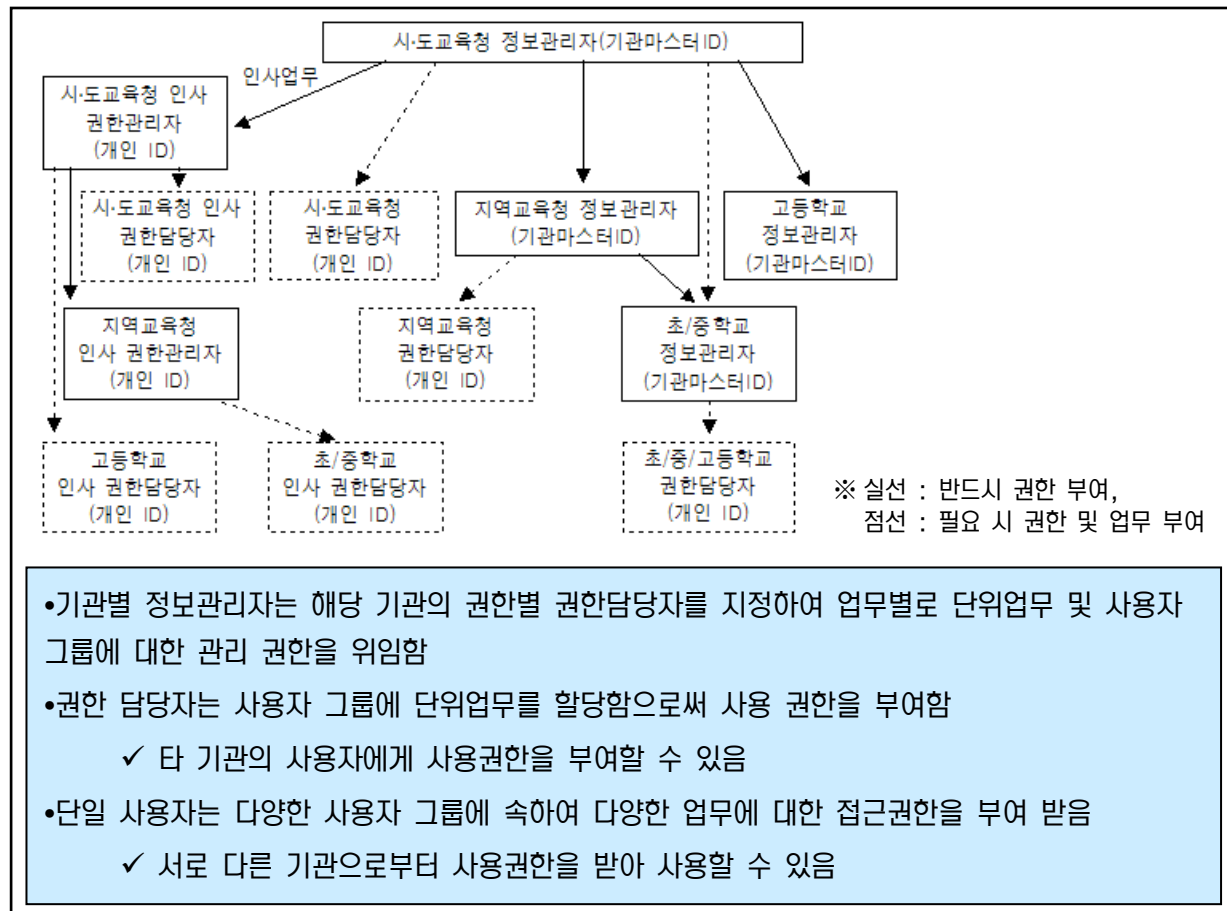 시·도교육청 정보관리자(기관마스터ID)
인사업무
시·도교육청 인사
권한관리자
(개인 ID)
시·도교육청 인사
권한담당자
(개인 ID)
시·도교육청
권한담당자
(개인 ID)
지역교육청 정보관리자
(기관마스터ID)
고등학교
정보관리자
(기관마스터ID)
지역교육청
인사 권한관리자
(개인 ID)
지역교육청
권한담당자
(개인 ID)
초/중학교
정보관리자
(기관마스터ID)
고등학교
인사 권한담당자
(개인 ID)
초/중학교
인사 권한담당자
(개인 ID)
초/중/고등학교
권한담당자
(개인 ID)
※ 실선 : 반드시 권한 부여,
점선 : 필요 시 권한 및 업무 부여
•기관별 정보관리자는 해당 기관의 권한별 권한담당자를 지정하여 업무별로 단위업무 및 사용자
그룹에 대한 관리 권한을 위임함
•권한 담당자는 사용자 그룹에 단위업무를 할당함으로써 사용 권한을 부여함
✓ 타 기관의 사용자에게 사용권한을 부여할 수 있음
•단일 사용자는 다양한 사용자 그룹에 속하여 다양한 업무에 대한 접근권한을 부여 받음
✓ 서로 다른 기관으로부터 사용권한을 받아 사용할 수 있음